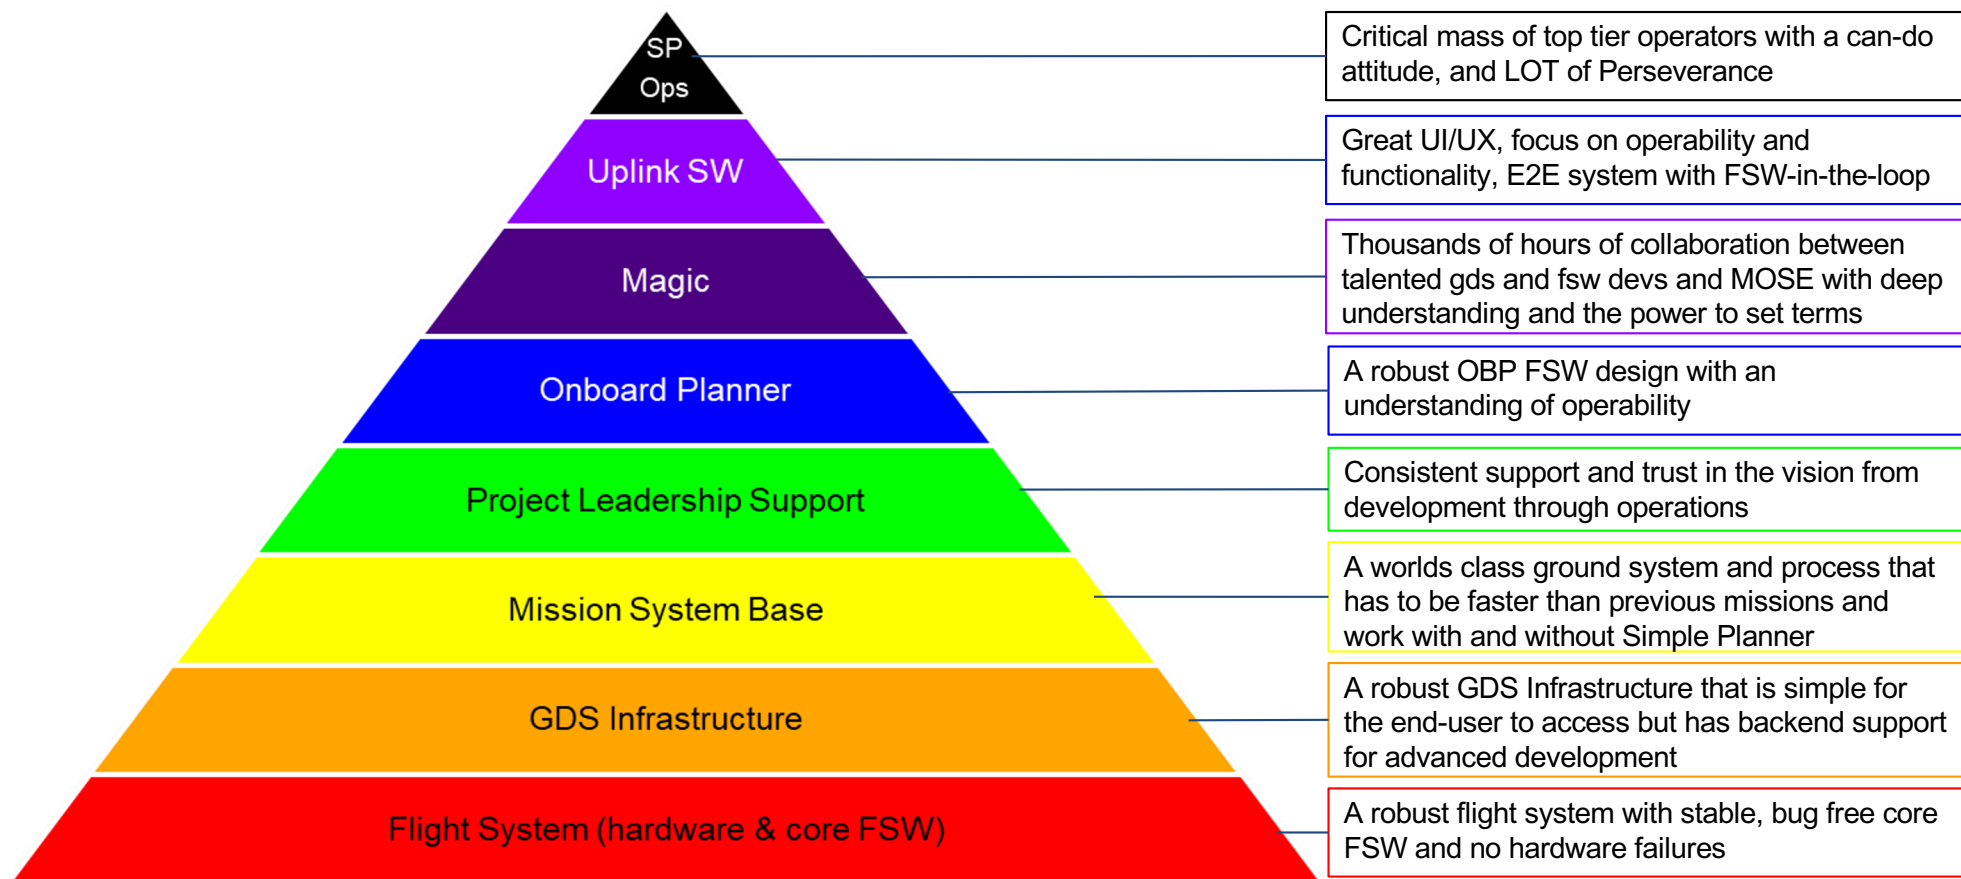 SP
Ops
Critical mass of top tier operators with a can-do
attitude, and LOT of Perseverance
Uplink SW
Great UI/UX, focus on operability and
functionality, E2E system with FSW-in-the-loop
Magic
Thousands of hours of collaboration between
talented gds and fsw devs and MOSE with deep
understanding and the power to set terms
Onboard Planner
A robust OBP FSW design with an
understanding of operability
Project Leadership Support
Consistent support and trust in the vision from
development through operations
Mission System Base
A worlds class ground system and process that
has to be faster than previous missions and
work with and without Simple Planner
GDS Infrastructure
A robust GDS Infrastructure that is simple for
the end-user to access but has backend support
for advanced development
Flight System (hardware & core FSW)
A robust flight system with stable, bug free core
FSW and no hardware failures